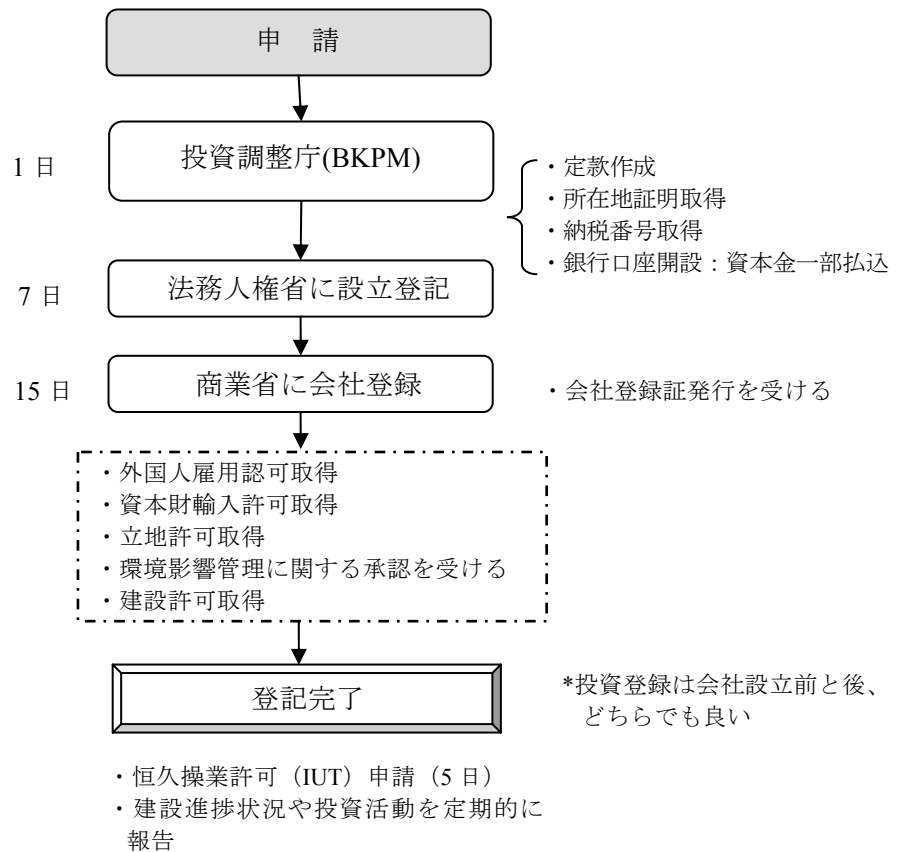 申 請
1 日
投資調整庁(BKPM)
・定款作成
・所在地証明取得
・納税番号取得
・銀行口座開設：資本金一部払込
7 日
法務人権省に設立登記
15 日
商業省に会社登録
・会社登録証発行を受ける
・外国人雇用認可取得
・資本財輸入許可取得
・立地許可取得
・環境影響管理に関する承認を受ける
・建設許可取得
登記完了
*投資登録は会社設立前と後、
どちらでも良い
・恒久操業許可（IUT）申請（5 日）
・建設進捗状況や投資活動を定期的に
報告